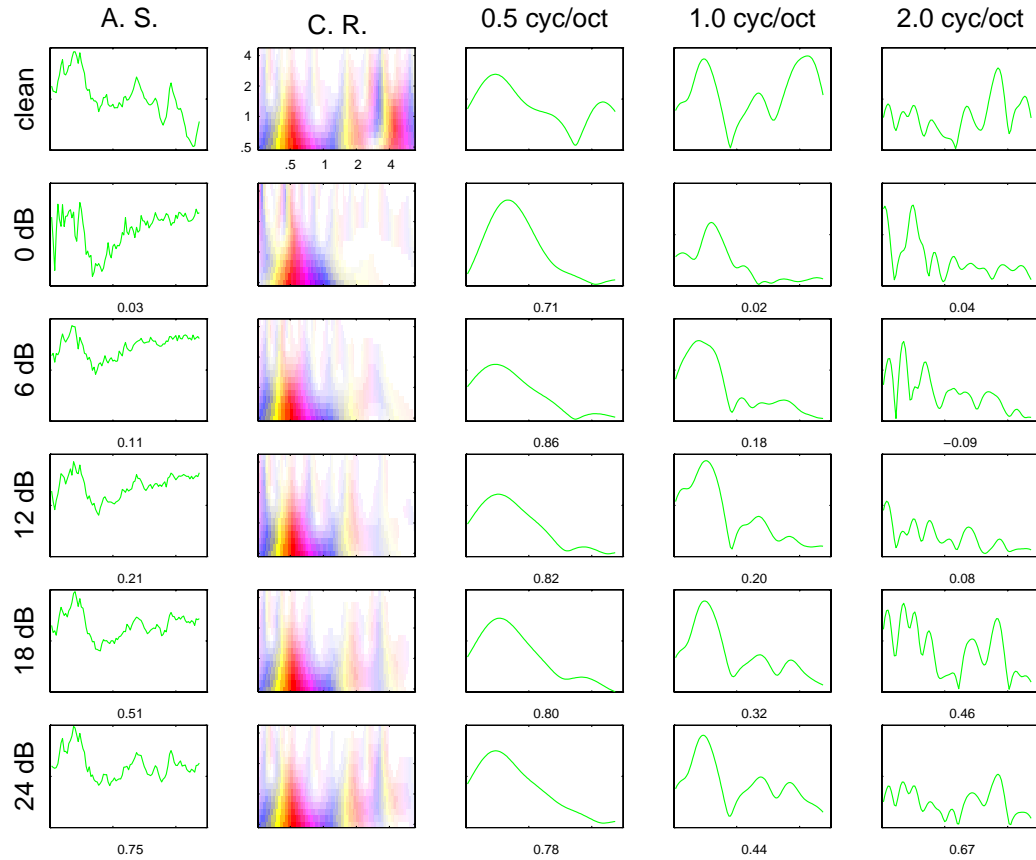 A. S. C. R. 0.5 cyc/oct 1.0 cyc/oct 2.0 cyc/oct
clean
4
2
1
.5
.5 1 2 4
0 dB
0.03 0.71 0.02 0.04
6 dB
0.11 0.86 0.18 −0.09
12 dB
0.21 0.82 0.20 0.08
18 dB
0.51 0.80 0.32 0.46
24 dB
0.75 0.78 0.44 0.67